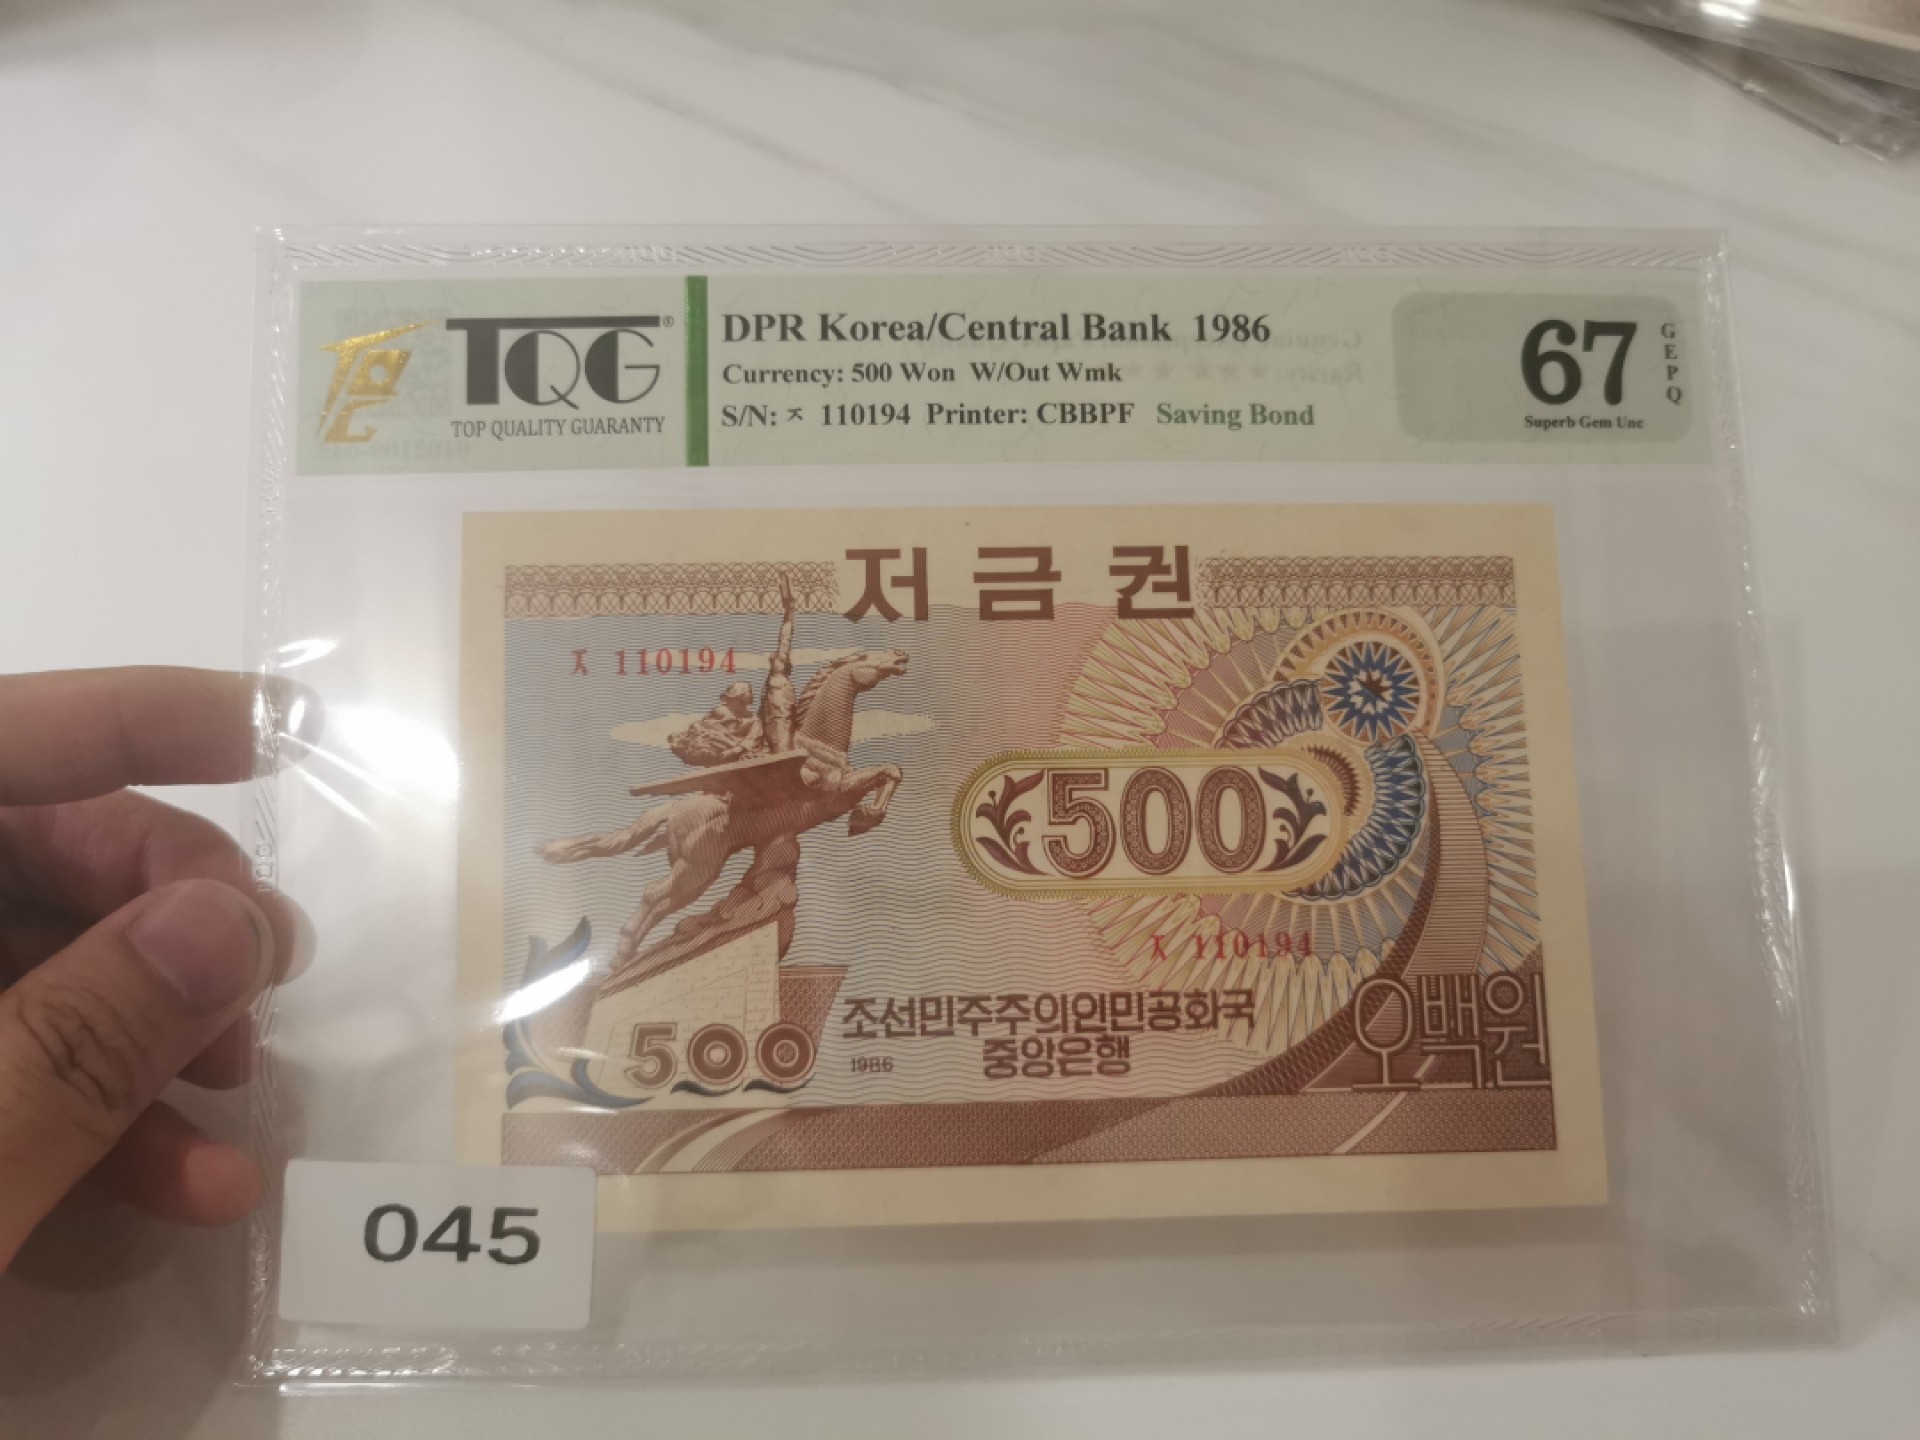 TQG®
TOP QUALITY GUARANTY
DPR Korea/Central Bank 1986
Currency: 500 Won W/Out Wmk
S/N: ㅈ 110194 Printer: CBBPF Saving Bond
67
GEPQ
Superb Gem Unc
저금권
ㅈ 110194
500
ㅈ 110194
조선민주주의인민공화국
중앙은행
1986
500
오백원
045